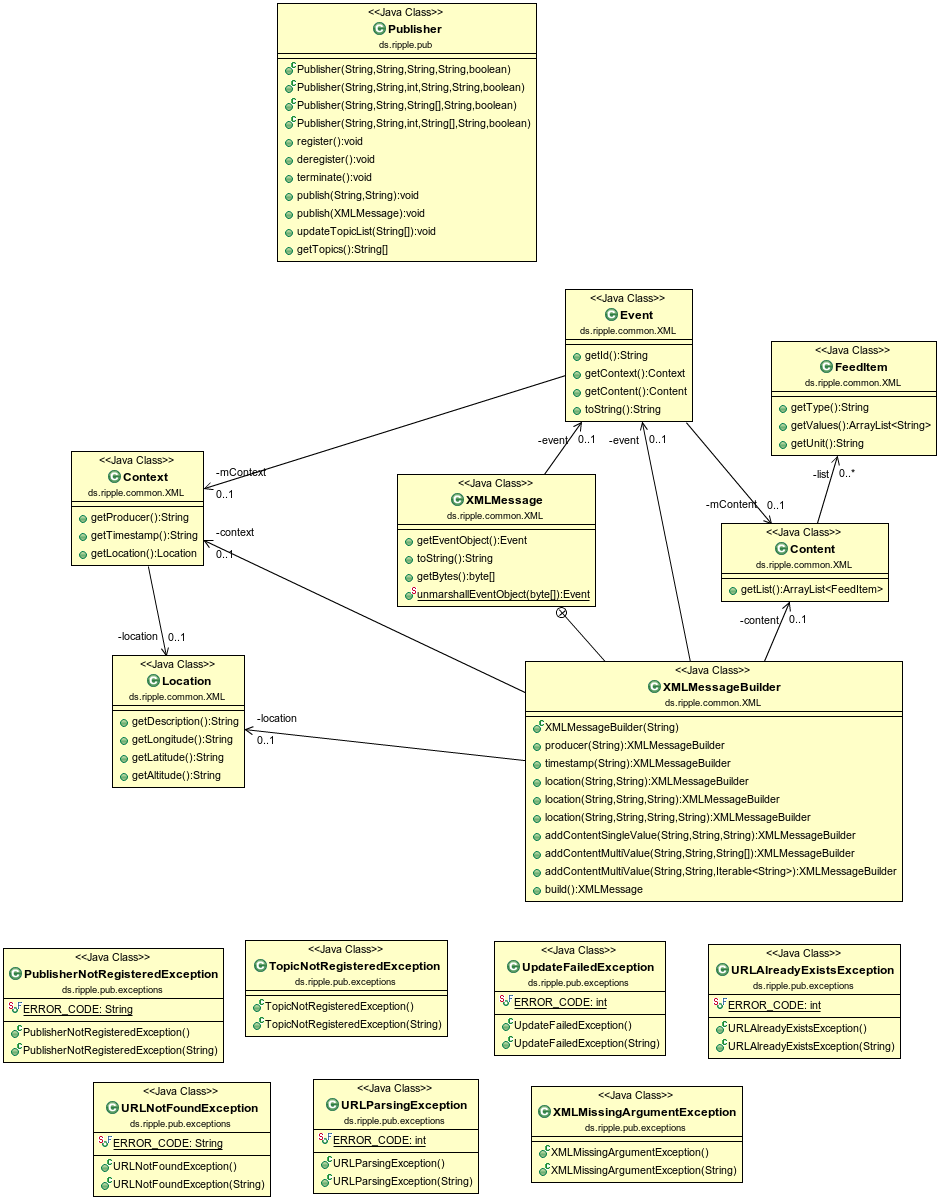 <<Java Class>>
Publisher
ds.ripple.pub
Publisher(String,String,String,String,boolean)
Publisher(String,String,int,String,String,boolean)
Publisher(String,String,String[],String,boolean)
Publisher(String,String,int,String[],String,boolean)
register():void
deregister():void
terminate():void
publish(String,String):void
publish(XMLMessage):void
updateTopicList(String[]):void
getTopics():String[]
<<Java Class>>
Event
ds.ripple.common.XML
getId():String
getContext():Context
getContent():Content
toString():String
<<Java Class>>
FeedItem
ds.ripple.common.XML
getType():String
getValues():ArrayList<String>
getUnit():String
-event 0..1
-event 0..1
-list 0..*
-mContext
0..1
-mContent 0..1
<<Java Class>>
Context
ds.ripple.common.XML
getProducer():String
getTimestamp():String
getLocation():Location
-context
0..1
<<Java Class>>
XMLMessage
ds.ripple.common.XML
getEventObject():Event
toString():String
getBytes():byte[]
unmarshallEventObject(byte[]):Event
<<Java Class>>
Content
ds.ripple.common.XML
getList():ArrayList<FeedItem>
-content 0..1
-location 0..1
<<Java Class>>
Location
ds.ripple.common.XML
getDescription():String
getLongitude():String
getLatitude():String
getAltitude():String
-location
0..1
<<Java Class>>
XMLMessageBuilder
ds.ripple.common.XML
XMLMessageBuilder(String)
producer(String):XMLMessageBuilder
timestamp(String):XMLMessageBuilder
location(String,String):XMLMessageBuilder
location(String,String,String):XMLMessageBuilder
location(String,String,String,String):XMLMessageBuilder
addContentSingleValue(String,String,String):XMLMessageBuilder
addContentMultiValue(String,String,String[]):XMLMessageBuilder
addContentMultiValue(String,String,Iterable<String>):XMLMessageBuilder
build():XMLMessage
<<Java Class>>
PublisherNotRegisteredException
ds.ripple.pub.exceptions
ERROR_CODE: String
PublisherNotRegisteredException()
PublisherNotRegisteredException(String)
<<Java Class>>
TopicNotRegisteredException
ds.ripple.pub.exceptions
TopicNotRegisteredException()
TopicNotRegisteredException(String)
<<Java Class>>
UpdateFailedException
ds.ripple.pub.exceptions
ERROR_CODE: int
UpdateFailedException()
UpdateFailedException(String)
<<Java Class>>
URLAlreadyExistsException
ds.ripple.pub.exceptions
ERROR_CODE: int
URLAlreadyExistsException()
URLAlreadyExistsException(String)
<<Java Class>>
URLNotFoundException
ds.ripple.pub.exceptions
ERROR_CODE: String
URLNotFoundException()
URLNotFoundException(String)
<<Java Class>>
URLParsingException
ds.ripple.pub.exceptions
ERROR_CODE: int
URLParsingException()
URLParsingException(String)
<<Java Class>>
XMLMissingArgumentException
ds.ripple.pub.exceptions
XMLMissingArgumentException()
XMLMissingArgumentException(String)